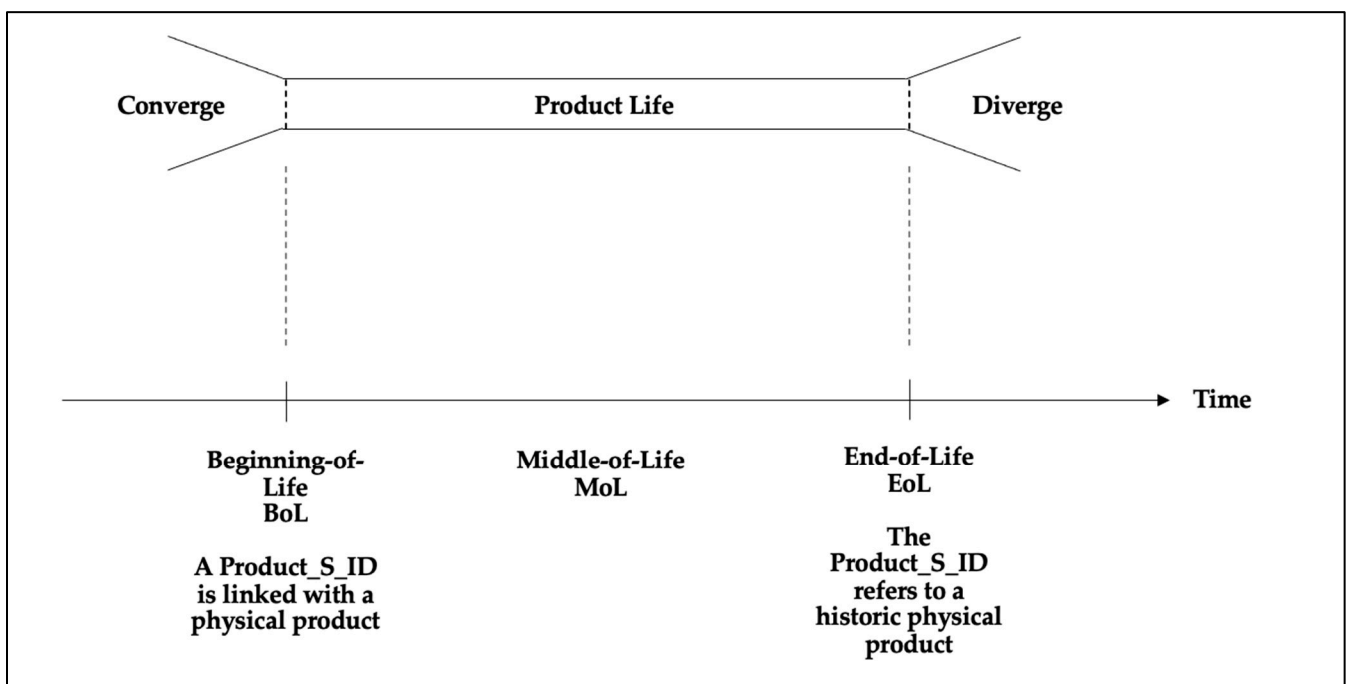 Converge
Product Life
Diverge
Time
Beginning-of-
Life
BoL
A Product_S_ID
is linked with a
physical product
Middle-of-Life
MoL
End-of-Life
EoL
The
Product_S_ID
refers to a
historic physical
product